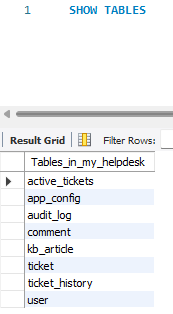 1 SHOW TABLES
Result Grid Filter Rows:
Tables_in_my_helpdesk
active_tickets
app_config
audit_log
comment
kb_article
ticket
ticket_history
user